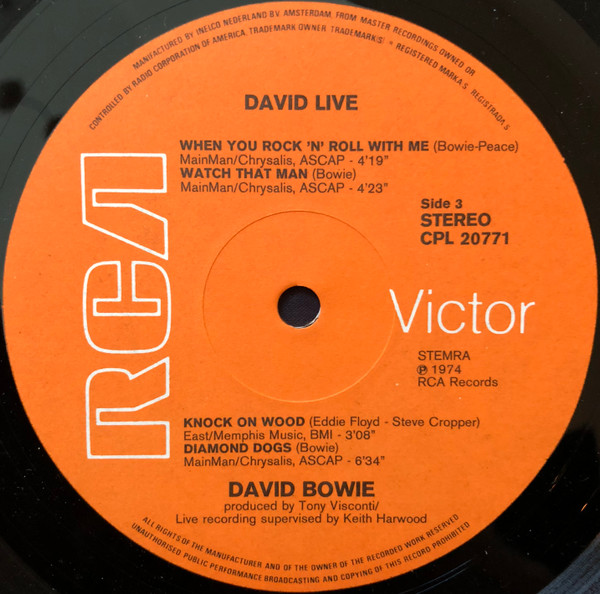 MANUFACTURED BY INELCO NEDERLAND BV. AMSTERDAM. FROM MASTER RECORDINGS OWNED OR
CONTROLLED BY RADIO CORPORATION OF AMERICA. TRADEMARK OWNER TRADEMARK(S) • REGISTERED MARKA·S REGISTRADA·S
DAVID LIVE
WHEN YOU ROCK 'N' ROLL WITH ME (Bowie-Peace)
MainMan/Chrysalis, ASCAP - 4'19"
WATCH THAT MAN (Bowie)
MainMan/Chrysalis, ASCAP - 4'23"
Side 3
STEREO
CPL 20771
RCA
Victor
STEMRA
℗ 1974
RCA Records
KNOCK ON WOOD (Eddie Floyd - Steve Cropper)
East/Memphis Music, BMI - 3'08"
DIAMOND DOGS (Bowie)
MainMan/Chrysalis, ASCAP - 6'34"
DAVID BOWIE
produced by Tony Visconti/
Live recording supervised by Keith Harwood
ALL RIGHTS OF THE MANUFACTURER AND OF THE OWNER OF THE RECORDED WORK RESERVED
UNAUTHORISED PUBLIC PERFORMANCE BROADCASTING AND COPYING OF THIS RECORD PROHIBITED